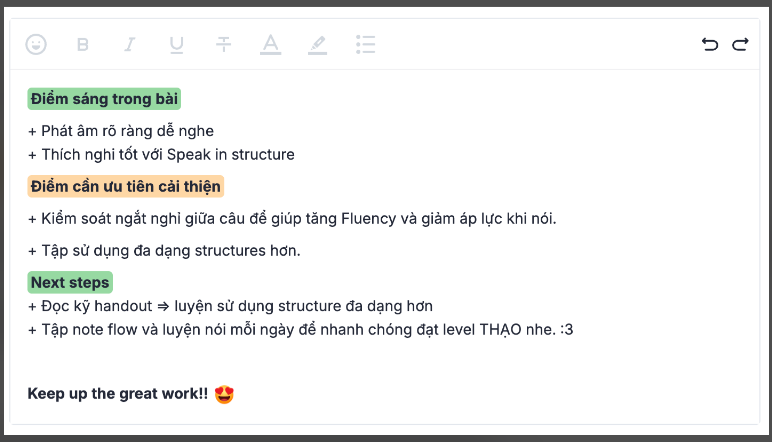 Điểm sáng trong bài
+ Phát âm rõ ràng dễ nghe
+ Thích nghi tốt với Speak in structure
Điểm cần ưu tiên cải thiện
+ Kiểm soát ngắt nghỉ giữa câu để giúp tăng Fluency và giảm áp lực khi nói.
+ Tập sử dụng đa dạng structures hơn.
Next steps
+ Đọc kỹ handout => luyện sử dụng structure đa dạng hơn
+ Tập note flow và luyện nói mỗi ngày để nhanh chóng đạt level THẠO nhe. :3
Keep up the great work!! 😍